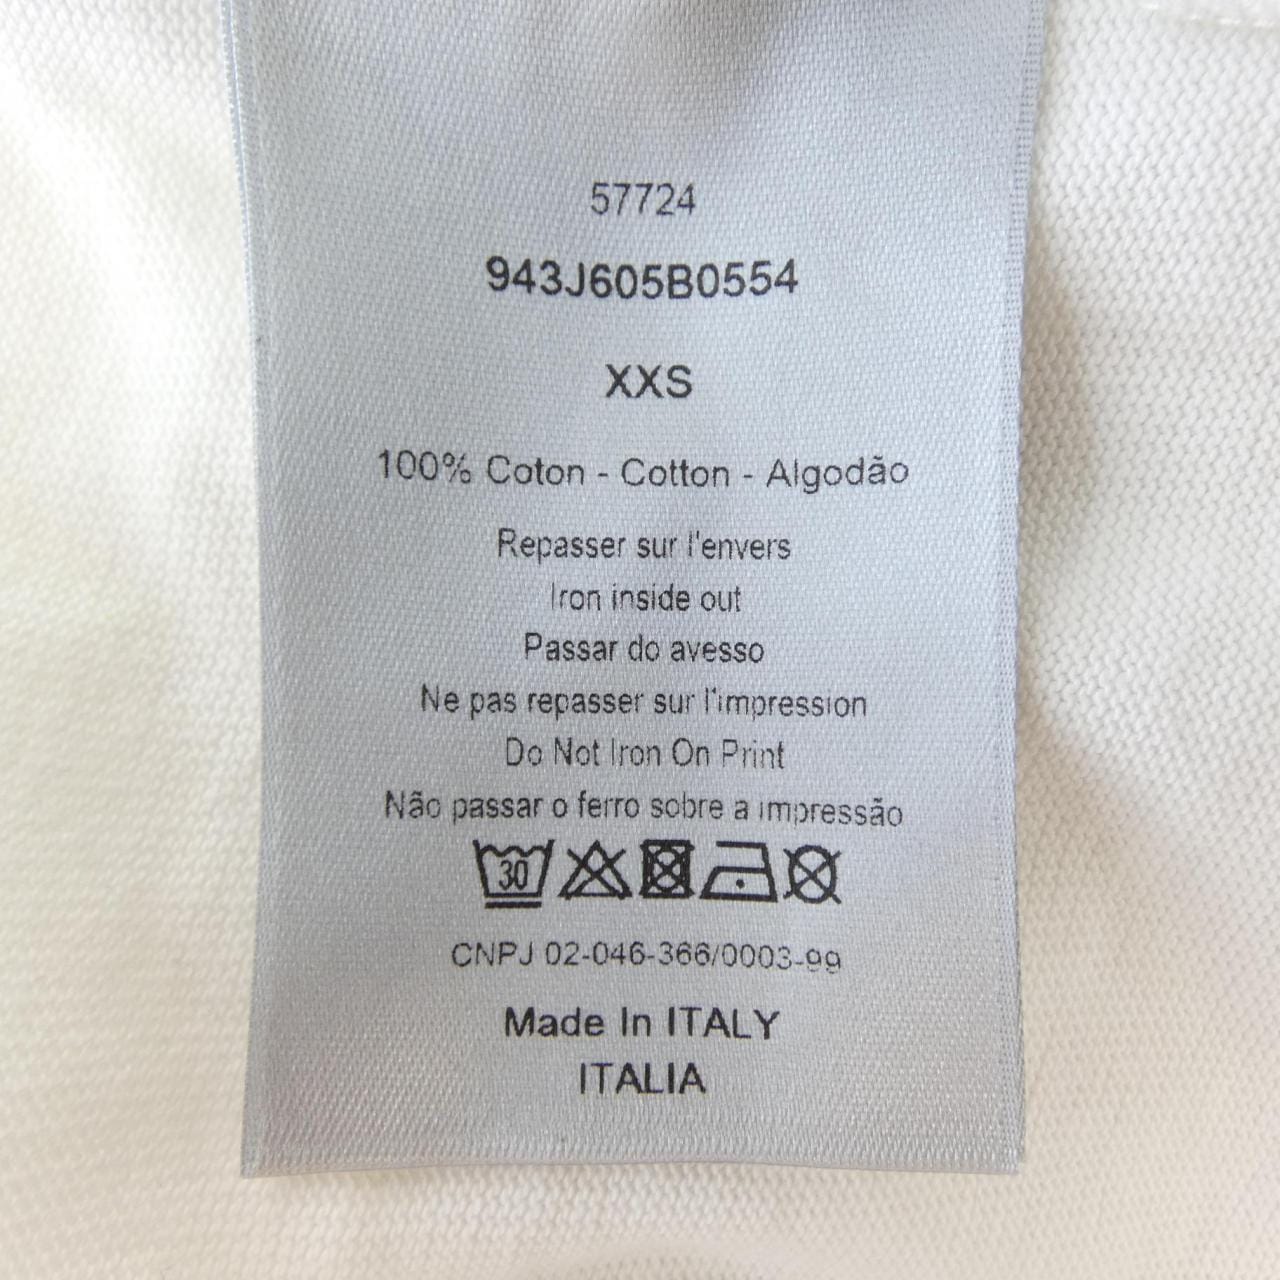 57724
943J605B0554
XXS
100% Coton - Cotton - Algodão
Repasser sur l'envers
Iron inside out
Passar do avesso
Ne pas repasser sur l'impression
Do Not Iron On Print
Não passar o ferro sobre a impressão
30
CNPJ 02-046-366/0003-99
Made In ITALY
ITALIA